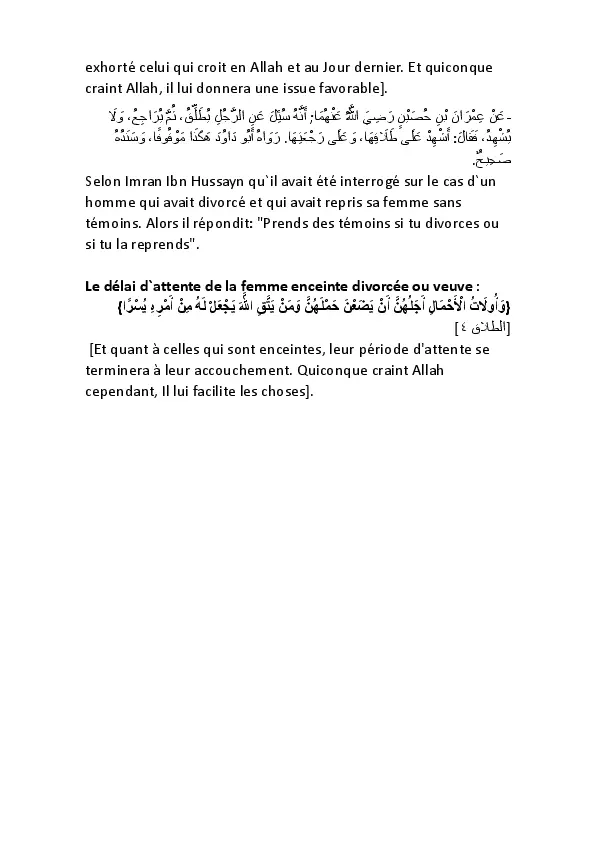 exhorté celui qui croit en Allah et au Jour dernier. Et quiconque
craint Allah, il lui donnera une issue favorable].
- عَنْ عِمْرَانَ بْنِ حُصَيْنٍ رَضِيَ اللَّهُ عَنْهُمَا; أَنَّهُ سُئِلَ عَنِ الرَّجُلِ يُطَلِّقُ، ثُمَّ يُرَاجِعُ، وَلَا
يُشْهِدُ، فَقَالَ: أَشْهِدْ عَلَى طَلَاقِهَا، وَعَلَى رَجْعَتِهَا. رَوَاهُ أَبُو دَاوُدَ هَكَذَا مَوْقُوفًا، وَسَنَدُهُ
صَحِيحٌ.
Selon Imran Ibn Hussayn qu`il avait été interrogé sur le cas d`un
homme qui avait divorcé et qui avait repris sa femme sans
témoins. Alors il répondit: "Prends des témoins si tu divorces ou
si tu la reprends".
Le délai d`attente de la femme enceinte divorcée ou veuve :
{وَأُولَاتُ الْأَحْمَالِ أَجَلُهُنَّ أَنْ يَضَعْنَ حَمْلَهُنَّ وَمَنْ يَتَّقِ اللَّهَ يَجْعَلْ لَهُ مِنْ أَمْرِهِ يُسْرًا}
[الطلاق ٤ ]
[Et quant à celles qui sont enceintes, leur période d'attente se
terminera à leur accouchement. Quiconque craint Allah
cependant, Il lui facilite les choses].